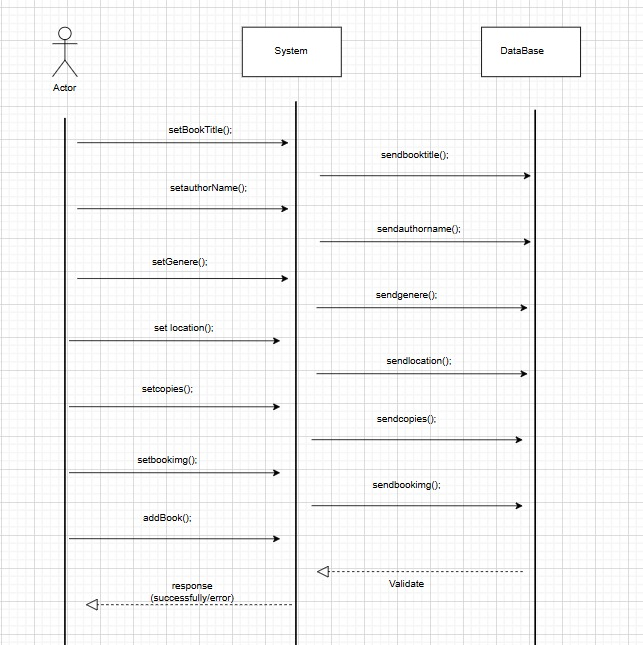 System
DataBase
Actor
setBookTitle();
sendbooktitle();
setauthorName();
sendauthorname();
setGenere();
sendgenere();
set location();
sendlocation();
setcopies();
sendcopies();
setbookimg();
sendbookimg();
addBook();
Validate
response
(successfully/error)